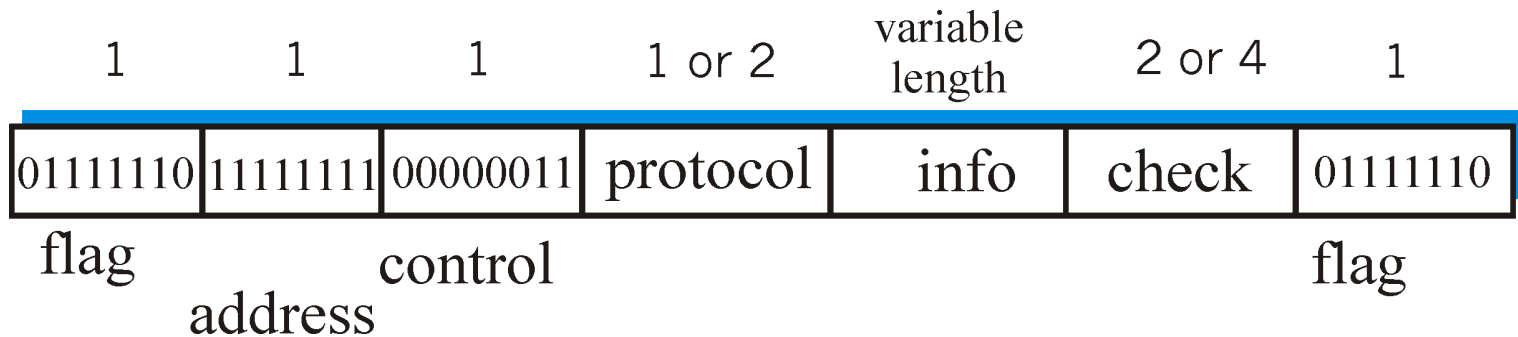 1 1 1 1 or 2 variable length 2 or 4 1
01111110 11111111 00000011 protocol info check 01111110
flag address control flag